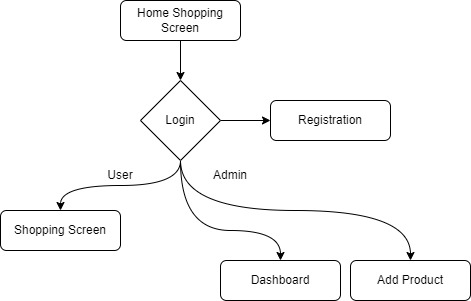 Home Shopping
Screen
Login
Registration
User
Admin
Shopping Screen
Dashboard
Add Product